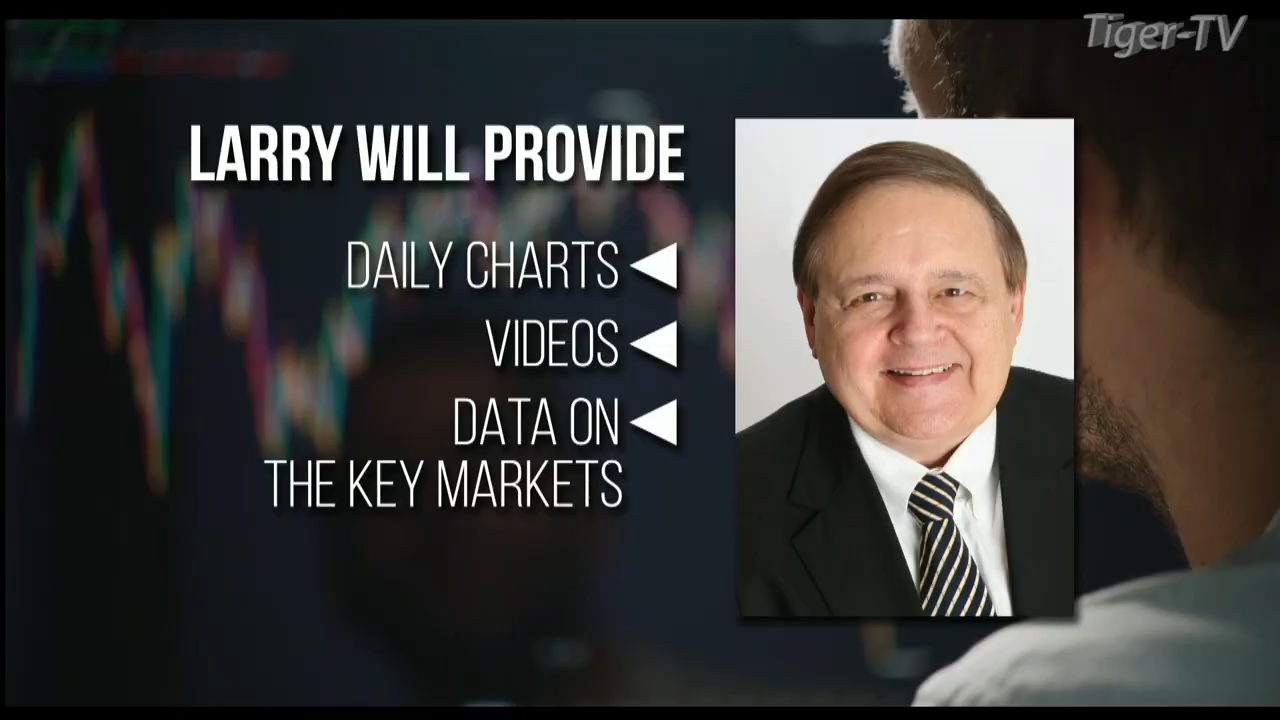 Tiger-TV
LARRY WILL PROVIDE
DAILY CHARTS
VIDEOS
DATA ON
THE KEY MARKETS